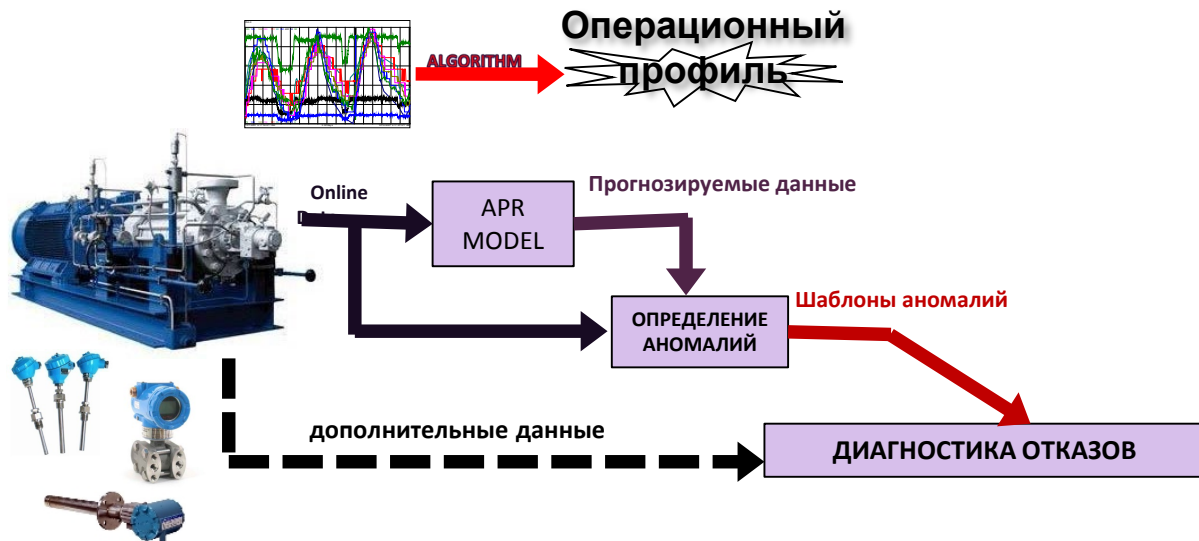 Операционный
профиль
ALGORITHM
Online
APR
MODEL
Прогнозируемые данные
Шаблоны аномалий
ОПРЕДЕЛЕНИЕ
АНОМАЛИЙ
дополнительные данные
ДИАГНОСТИКА ОТКАЗОВ